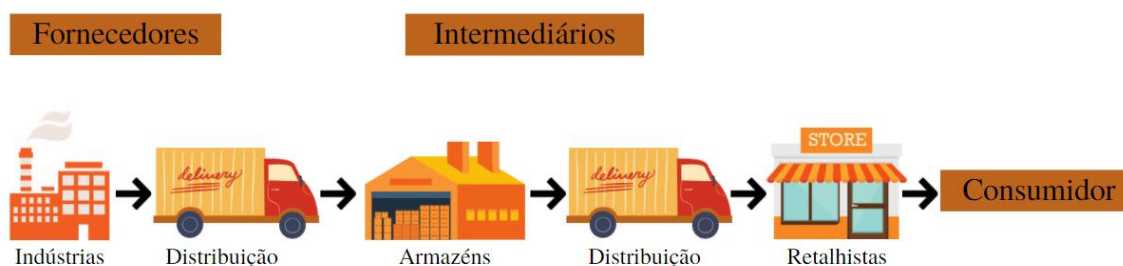 Fornecedores
Intermediários
delivery
delivery
STORE
Consumidor
Indústrias
Distribuição
Armazéns
Distribuição
Retalhistas